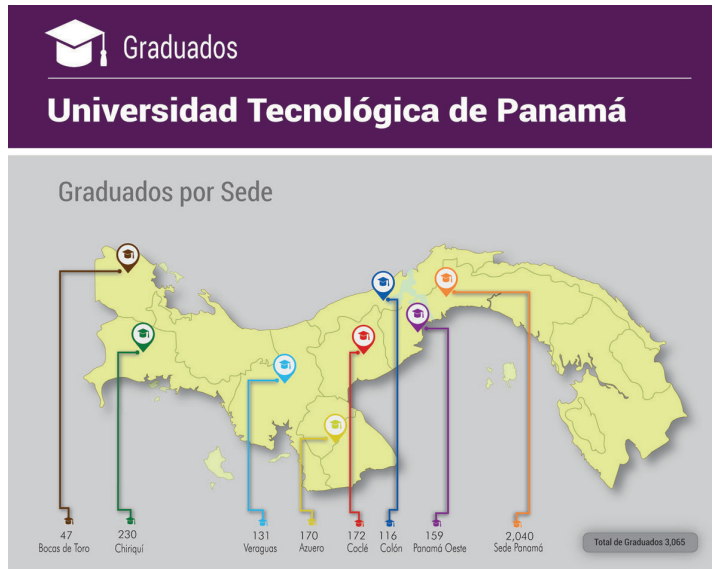 Graduados
Universidad Tecnológica de Panamá
Graduados por Sede
47
Bocas de Toro
230
Chiriquí
131
Veraguas
170
Azuero
172
Coclé
116
Colón
159
Panamá Oeste
2,040
Sede Panamá
Total de Graduados 3,065